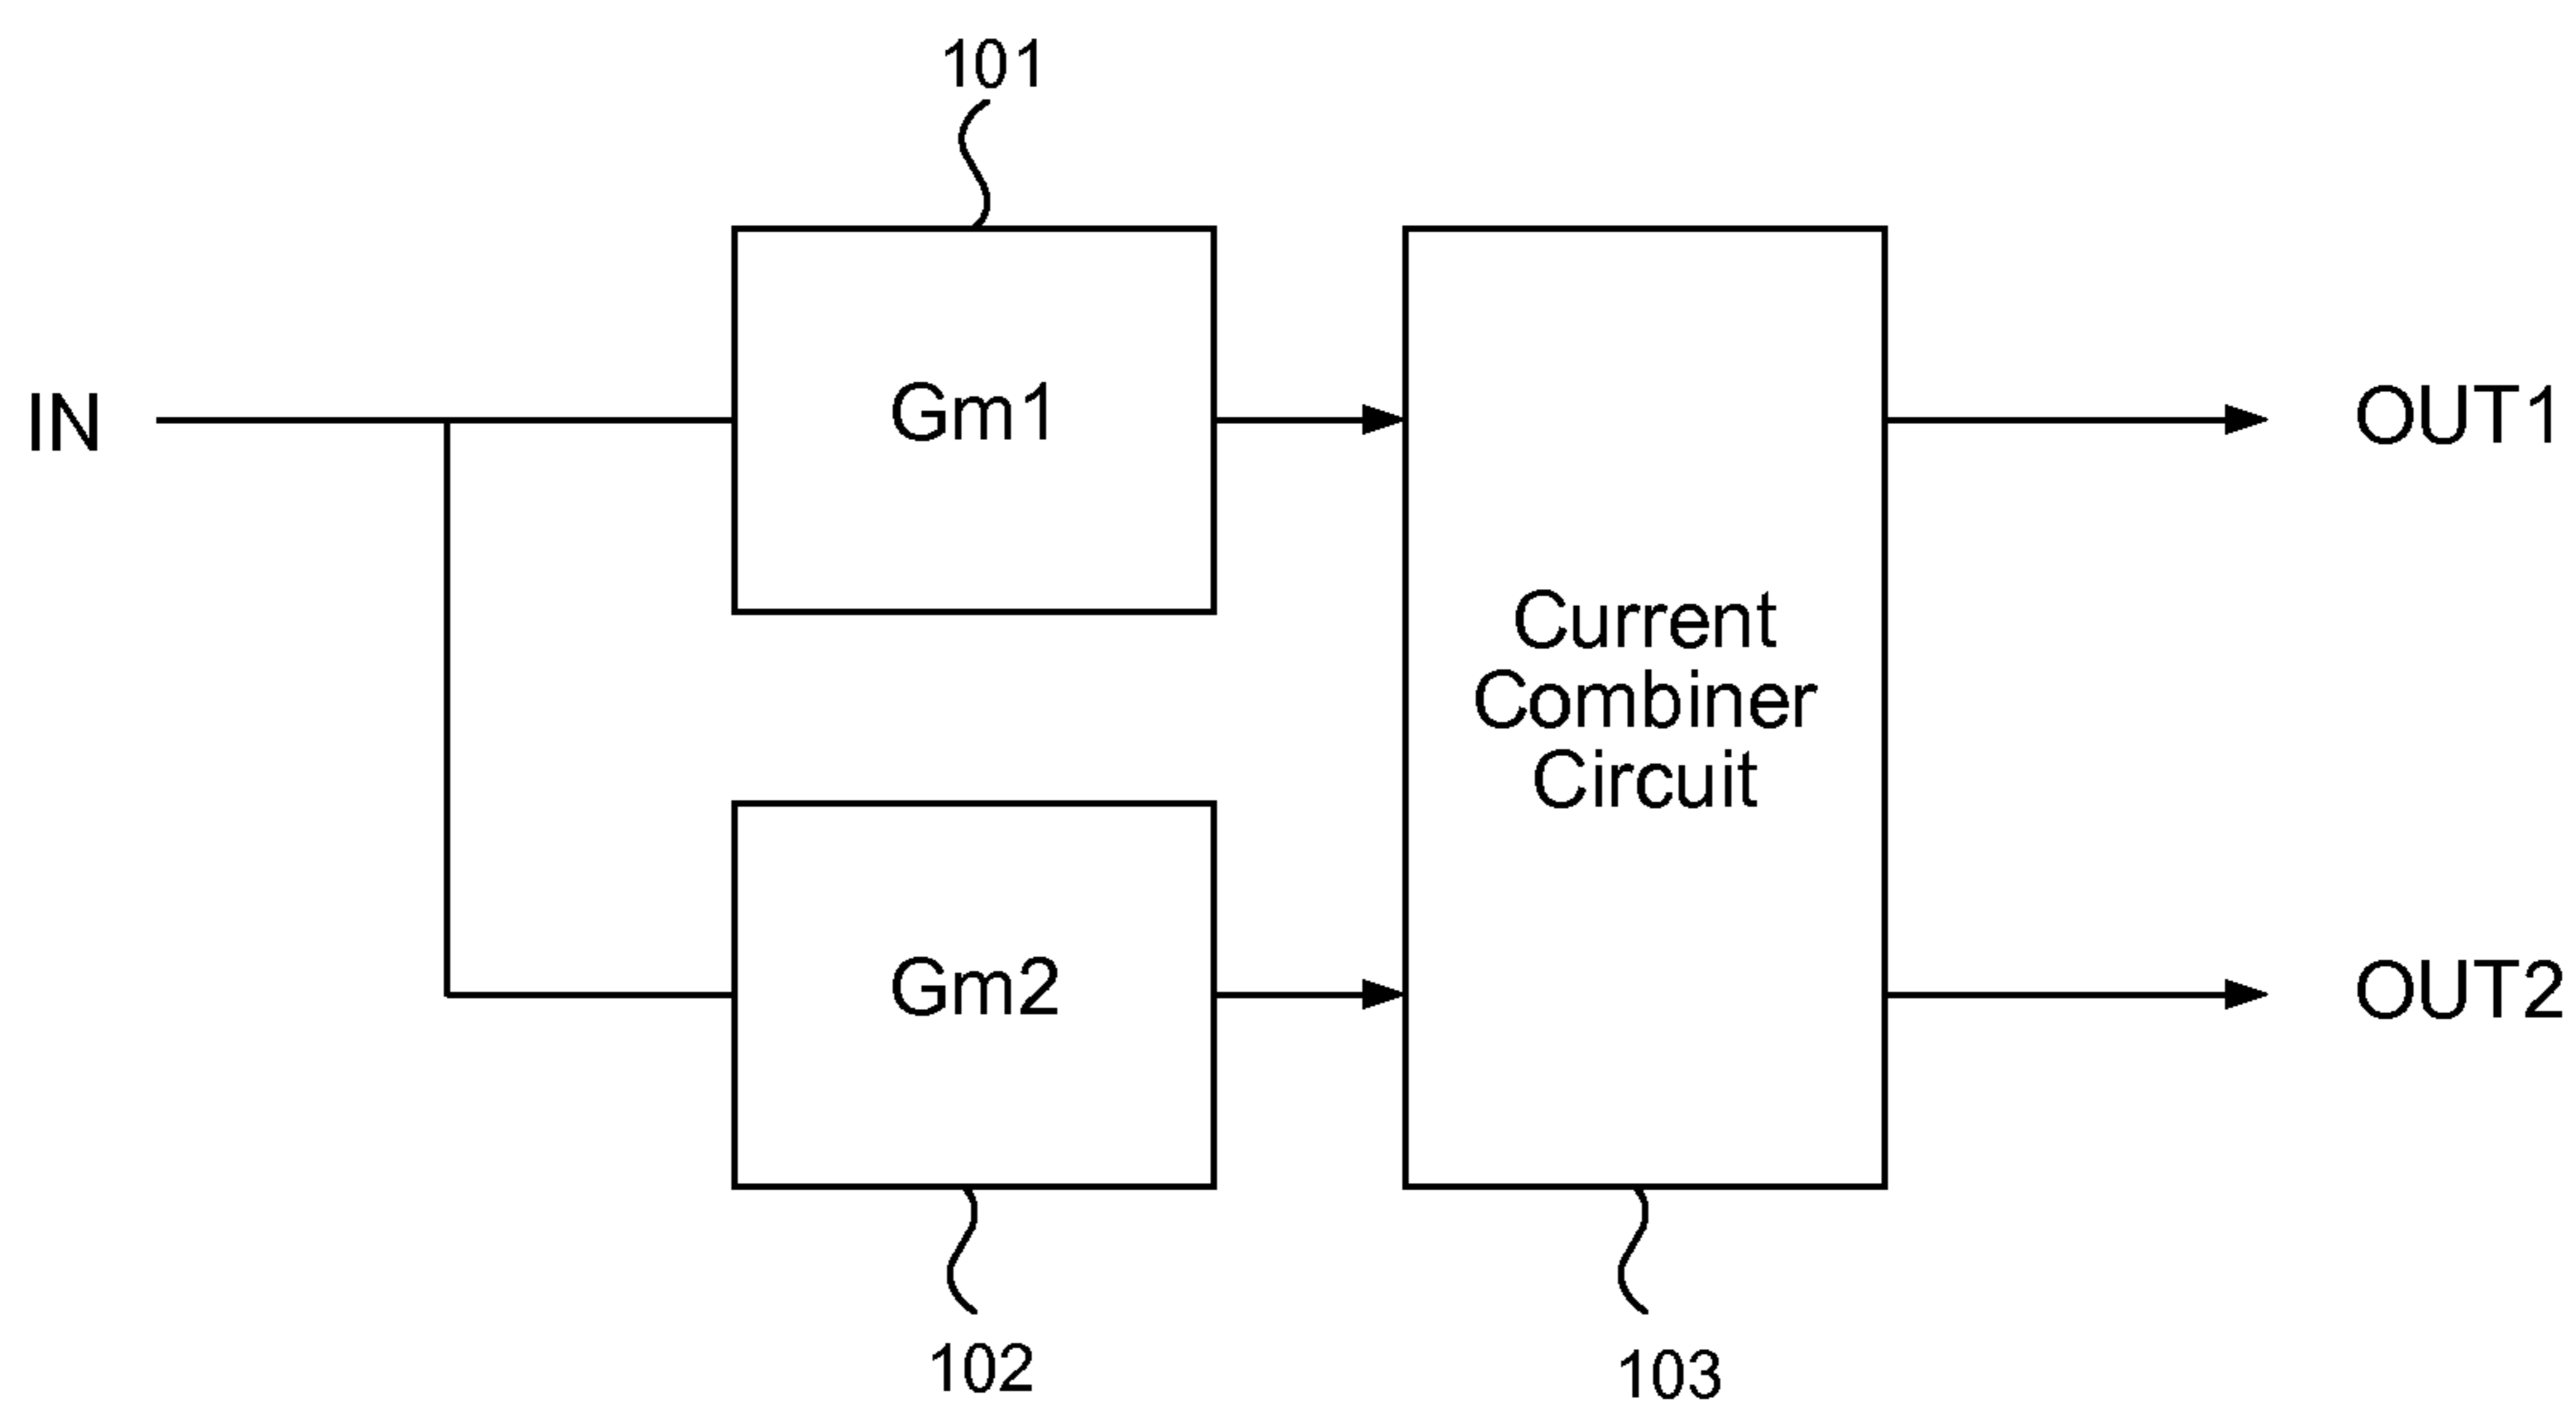 101
IN
Gm1
OUT1
Current
Combiner
Circuit
Gm2
OUT2
102
103